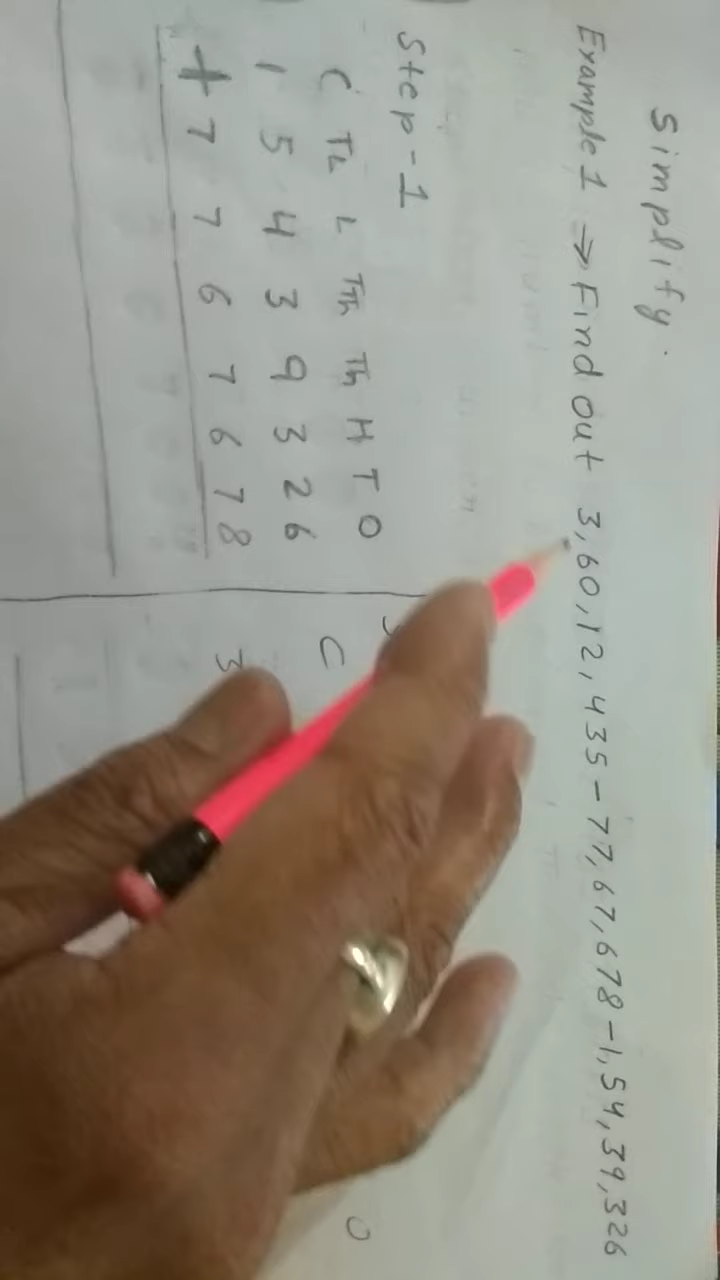 Simplify.
Example 1 ⇒ Find out 3,60,12,435 - 77,67,678 - 1,54,39,326
Step-1
C TL L TTh Th H T O
1 5 4 3 9 3 2 6
+ 7 7 6 7 6 7 8
C
3
O